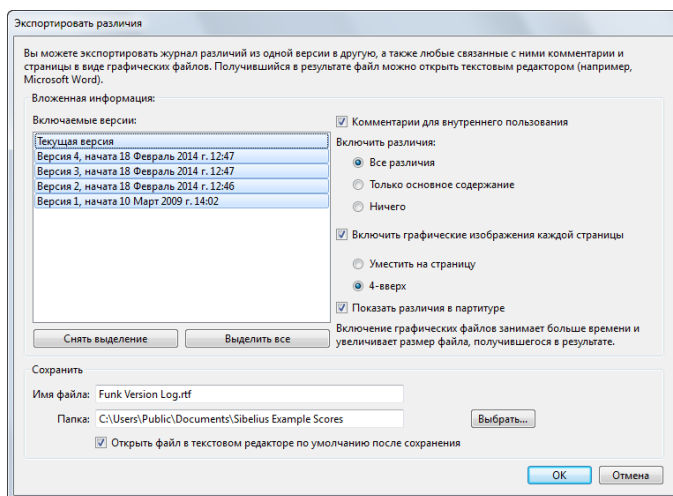 Экспортировать различия
Вы можете экспортировать журнал различий из одной версии в другую, а также любые связанные с ними комментарии и
страницы в виде графических файлов. Получившийся в результате файл можно открыть текстовым редактором (например,
Microsoft Word).
Вложенная информация:
Включаемые версии:
Текущая версия
Версия 4, начата 18 Февраль 2014 г. 12:47
Версия 3, начата 18 Февраль 2014 г. 12:47
Версия 2, начата 18 Февраль 2014 г. 12:46
Версия 1, начата 10 Март 2009 г. 14:02
Снять выделение
Выделить все
Комментарии для внутреннего пользования
Включить различия:
Все различия
Только основное содержание
Ничего
Включить графические изображения каждой страницы
Уместить на страницу
4-вверх
Показать различия в партитуре
Включение графических файлов занимает больше времени и
увеличивает размер файла, получившегося в результате.
Сохранить
Имя файла: Funk Version Log.rtf
Папка: C:\Users\Public\Documents\Sibelius Example Scores
Выбрать...
Открыть файл в текстовом редакторе по умолчанию после сохранения
OK
Отмена